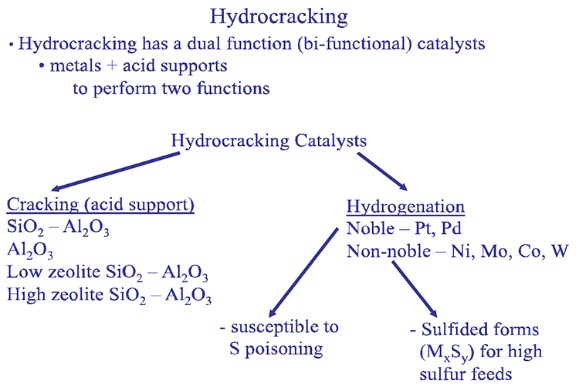 Hydrocracking
• Hydrocracking has a dual function (bi-functional) catalysts
• metals + acid supports
to perform two functions
Hydrocracking Catalysts
Cracking (acid support)
SiO₂ – Al₂O₃
Al₂O₃
Low zeolite SiO₂ – Al₂O₃
High zeolite SiO₂ – Al₂O₃
Hydrogenation
Noble – Pt, Pd
Non-noble – Ni, Mo, Co, W
- susceptible to
S poisoning
- Sulfided forms
(MₓSᵧ) for high
sulfur feeds